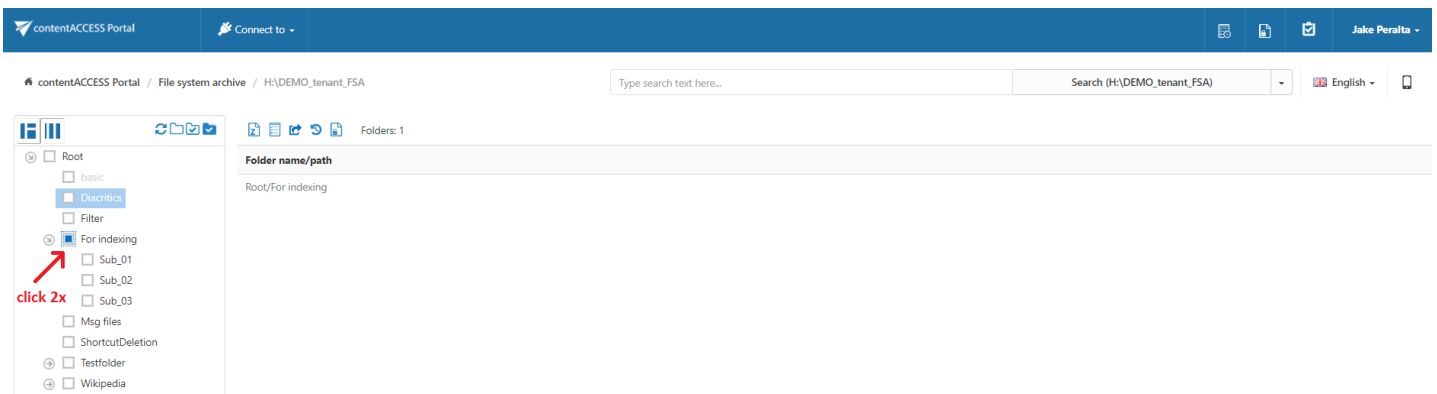 contentACCESS Portal Connect to Jake Peralta
contentACCESS Portal / File system archive / H:\DEMO_tenant_FSA Type search text here... Search (H:\DEMO_tenant_FSA) English
Folders: 1
Root
Folder name/path
basic
Root/For indexing
Diacritics
Filter
For indexing
Sub_01
Sub_02
click 2x
Sub_03
Msg files
ShortcutDeletion
Testfolder
Wikipedia